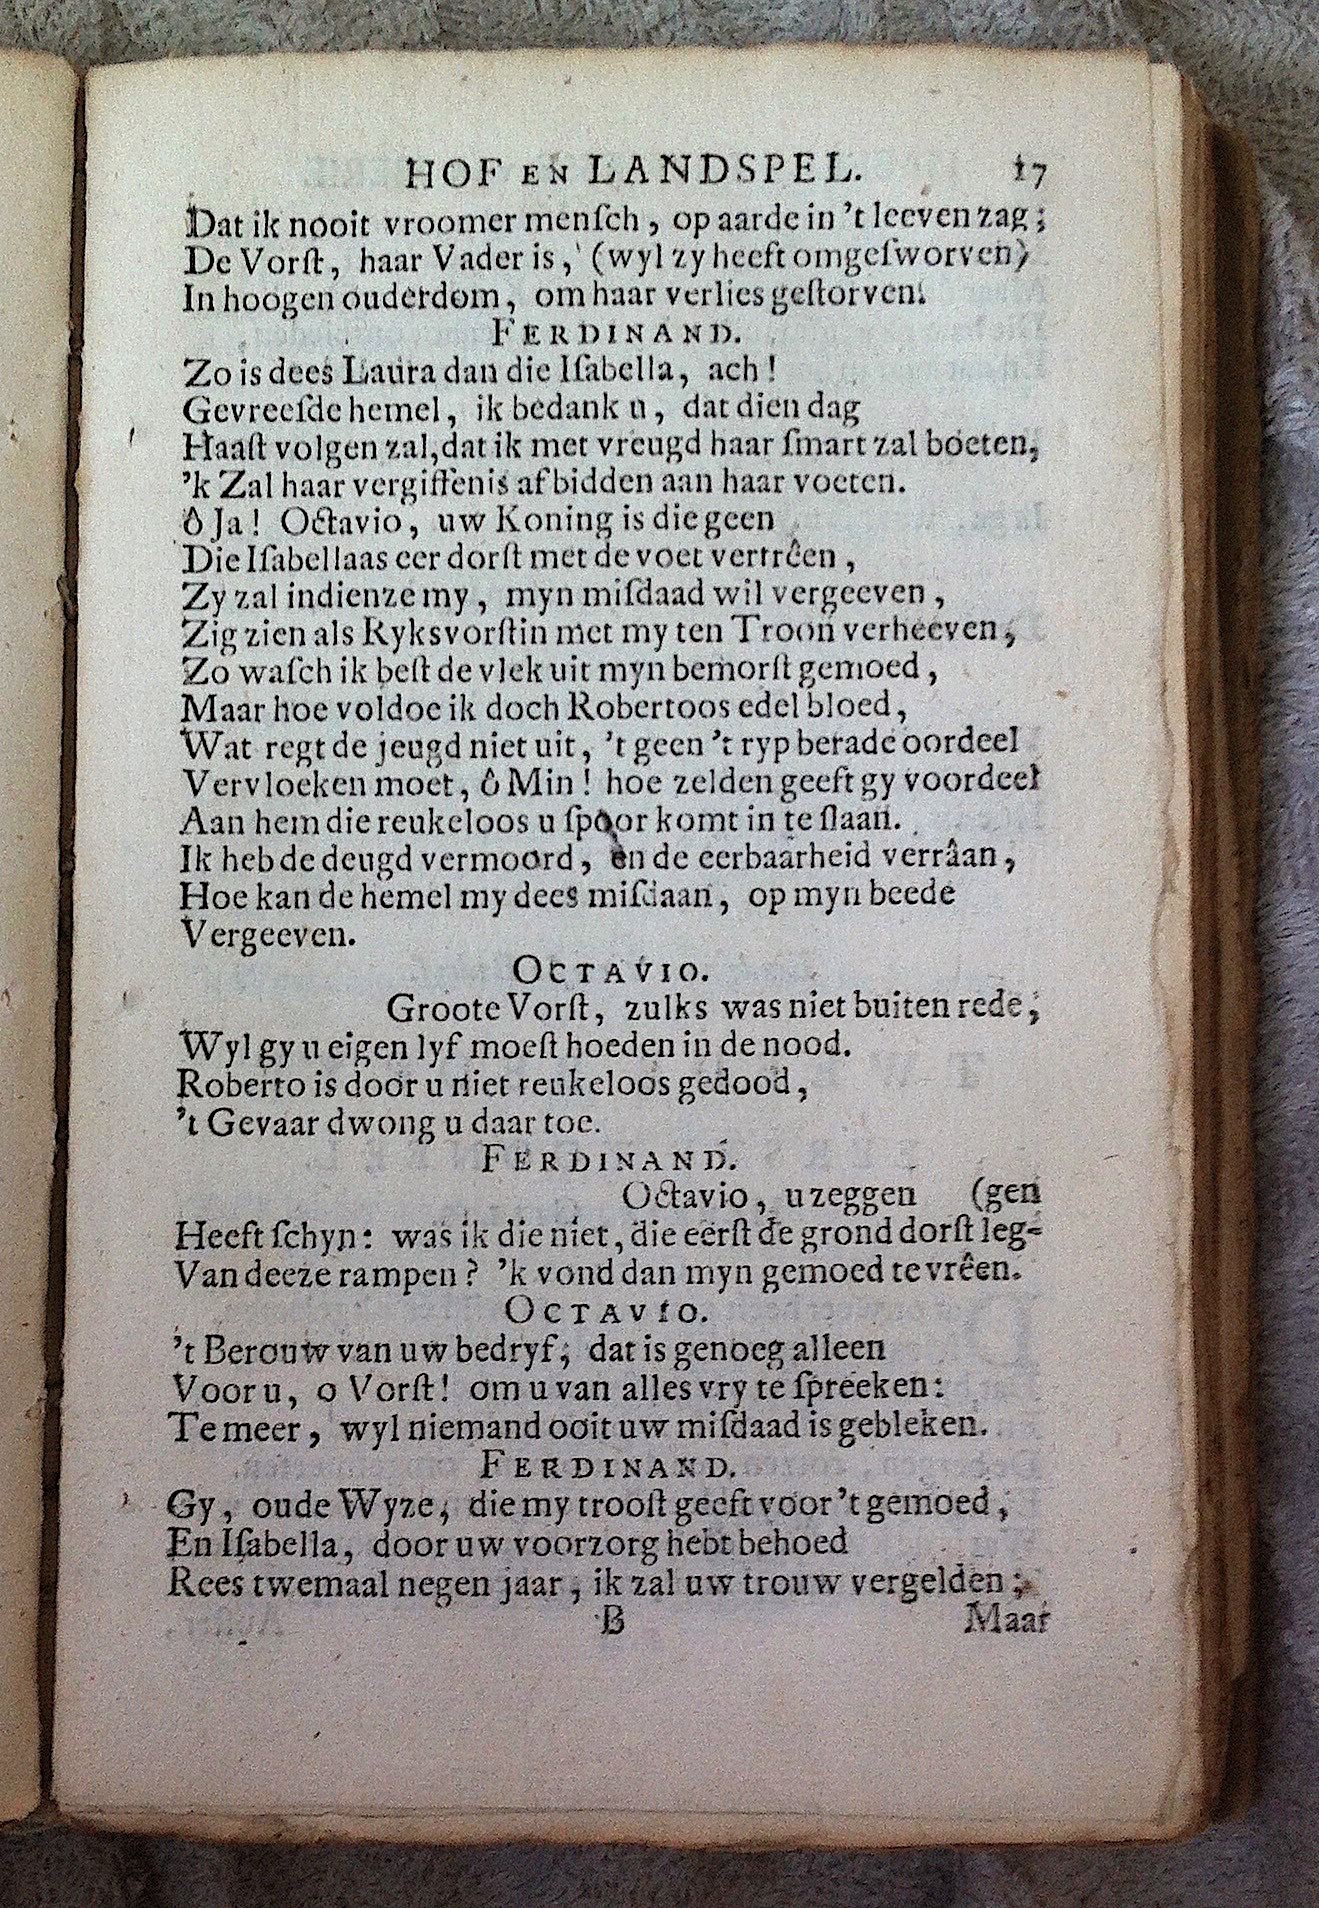 HOF EN LANDSPEL. 17
Dat ik nooit vroomer menſch, op aarde in 't leeven zag;
De Vorſt, haar Vader is, (wyl zy heeft omgeſworven)
In hoogen ouderdom, om haar verlies geſtorven.
FERDINAND.
Zo is dees Laura dan die Iſabella, ach!
Gevreeſde hemel, ik bedank u, dat dien dag
Haaſt volgen zal, dat ik met vreugd haar ſmart zal boeten,
'k Zal haar vergiffenis afbidden aan haar voeten.
ô Ja! Octavio, uw Koning is die geen
Die Iſabellaas eer dorſt met de voet vertrêen,
Zy zal indienze my, myn miſdaad wil vergeeven,
Zig zien als Ryksvorſtin met my ten Troon verheeven,
Zo waſch ik beſt de vlek uit myn bemorſt gemoed,
Maar hoe voldoe ik doch Robertoos edel bloed,
Wat regt de jeugd niet uit, 't geen 't ryp berade oordeel
Vervloeken moet, ô Min! hoe zelden geeft gy voordeel
Aan hem die reukeloos u ſpoor komt in te ſlaan.
Ik heb de deugd vermoord, en de eerbaarheid verrâan,
Hoe kan de hemel my dees miſdaan, op myn beede
Vergeeven.
OCTAVIO.
Groote Vorſt, zulks was niet buiten rede;
Wyl gy u eigen lyf moeſt hoeden in de nood.
Roberto is door u niet reukeloos gedood,
't Gevaar dwong u daar toe.
FERDINAND.
Octavio, u zeggen (gen
Heeft ſchyn: was ik die niet, die eerſt de grond dorſt leg-
Van deeze rampen? 'k vond dan myn gemoed te vrêen.
OCTAVIO.
't Berouw van uw bedryf, dat is genoeg alleen
Voor u, o Vorſt! om u van alles vry te ſpreeken:
Te meer, wyl niemand ooit uw miſdaad is gebleken.
FERDINAND.
Gy, oude Wyze, die my trooſt geeft voor 't gemoed,
En Iſabella, door uw voorzorg hebt behoed
Rees twemaal negen jaar, ik zal uw trouw vergelden;
B Maar